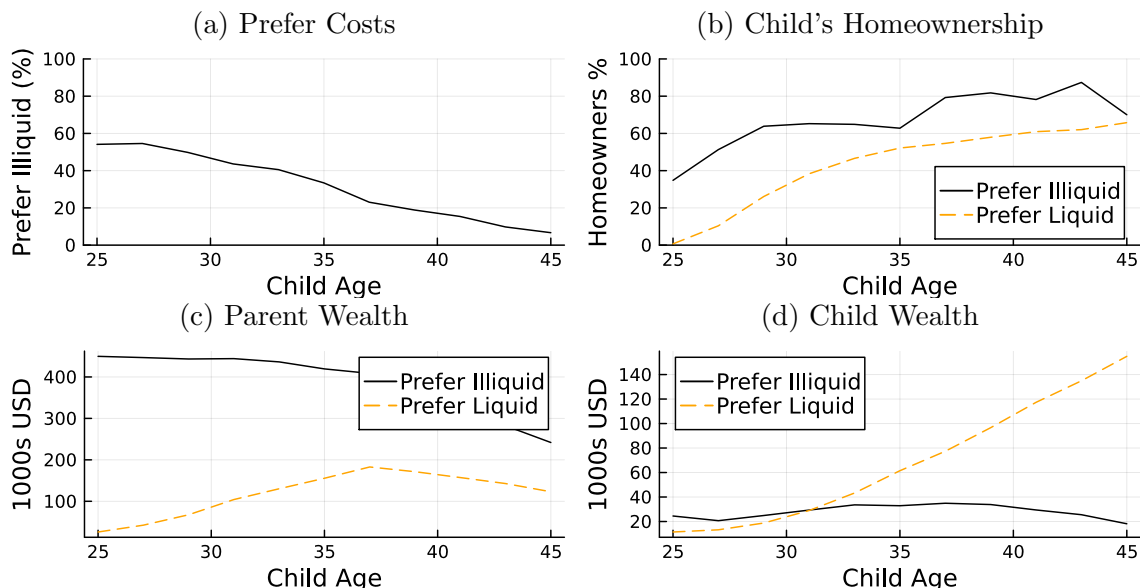 (a) Prefer Costs
Prefer Illiquid (%)
100
80
60
40
20
0
25 30 35 40 45
Child Age
(b) Child's Homeownership
Homeowners %
100
80
60
40
20
0
Prefer Illiquid
Prefer Liquid
25 30 35 40 45
Child Age
(c) Parent Wealth
1000s USD
400
300
200
100
Prefer Illiquid
Prefer Liquid
25 30 35 40 45
Child Age
(d) Child Wealth
1000s USD
140
120
100
80
60
40
20
Prefer Illiquid
Prefer Liquid
25 30 35 40 45
Child Age